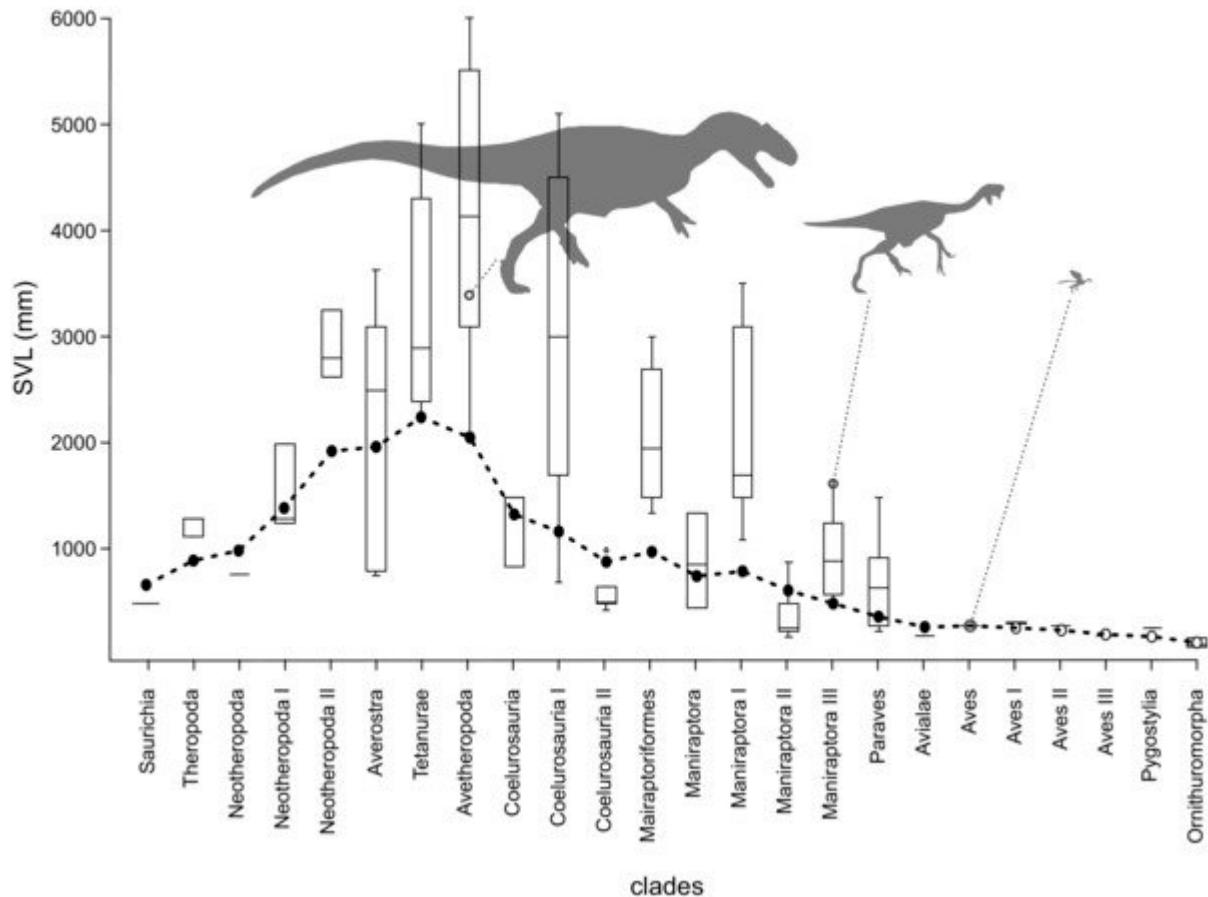 6000
5000
4000
3000
2000
1000
SVL (mm)
Saurichia
Theropoda
Neotheropoda
Neotheropoda I
Neotheropoda II
Averostra
Tetanurae
Avetheropoda
Coelurosauria
Coelurosauria I
Coelurosauria II
Mairaptoriformes
Maniraptora
Maniraptora I
Maniraptora II
Maniraptora III
Paraves
Avialae
Aves
Aves I
Aves II
Aves III
Pygostylia
Ornithuromorpha
clades